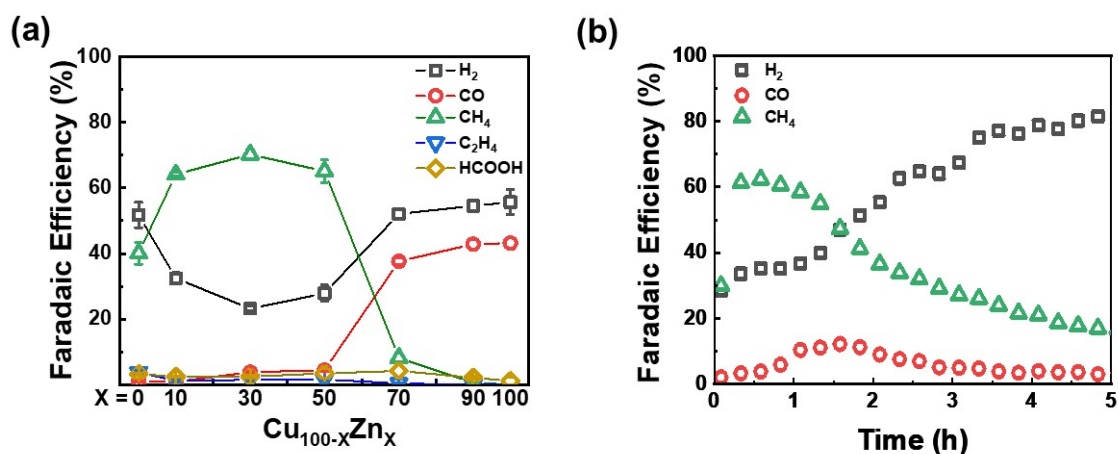 (a)
Faradaic Efficiency (%)
100
80
60
40
20
H₂
CO
CH₄
C₂H₄
HCOOH
X = 0 10 30 50 70 90 100
Cu₁₀₀₋ₓZnₓ
(b)
Faradaic Efficiency (%)
100
80
60
40
20
0
H₂
CO
CH₄
0 1 2 3 4 5
Time (h)